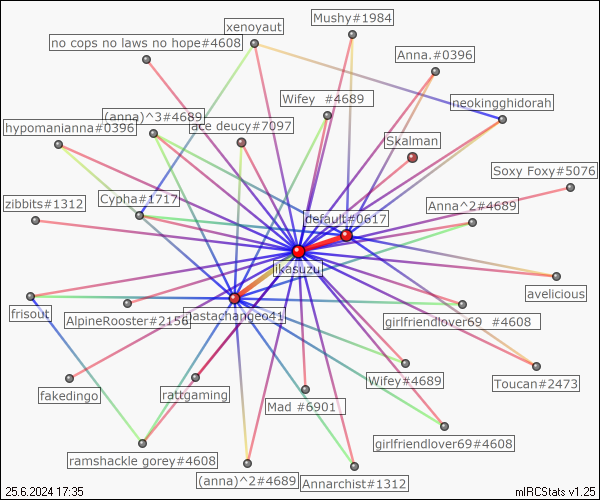 Mushy#1984
xenoyaut
no cops no laws no hope#4608
Anna.#0396
Wifey  #4689
neokingghidorah
(anna)^3#4689
hypomanianna#0396
ace deucy#7097
Skalman
Soxy Foxy#5076
Cypha#1717
zibbits#1312
Anna^2#4689
default#0617
likasuzu
avelicious
frisout
AlpineRooster#2156
astachangeo41
girlfriendlover69  #4608
Toucan#2473
Wifey#4689
fakedingo
rattgaming
Mad #6901
girlfriendlover69#4608
ramshackle gorey#4608
(anna)^2#4689
Annarchist#1312
25.6.2024 17:35
mIRCStats v1.25